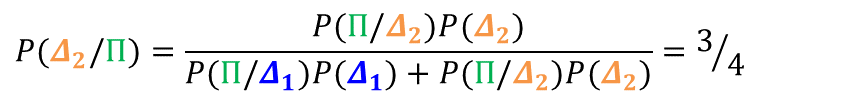 P(Δ₂/Π) = P(Π/Δ₂)P(Δ₂) / P(Π/Δ₁)P(Δ₁) + P(Π/Δ₂)P(Δ₂) = 3/4